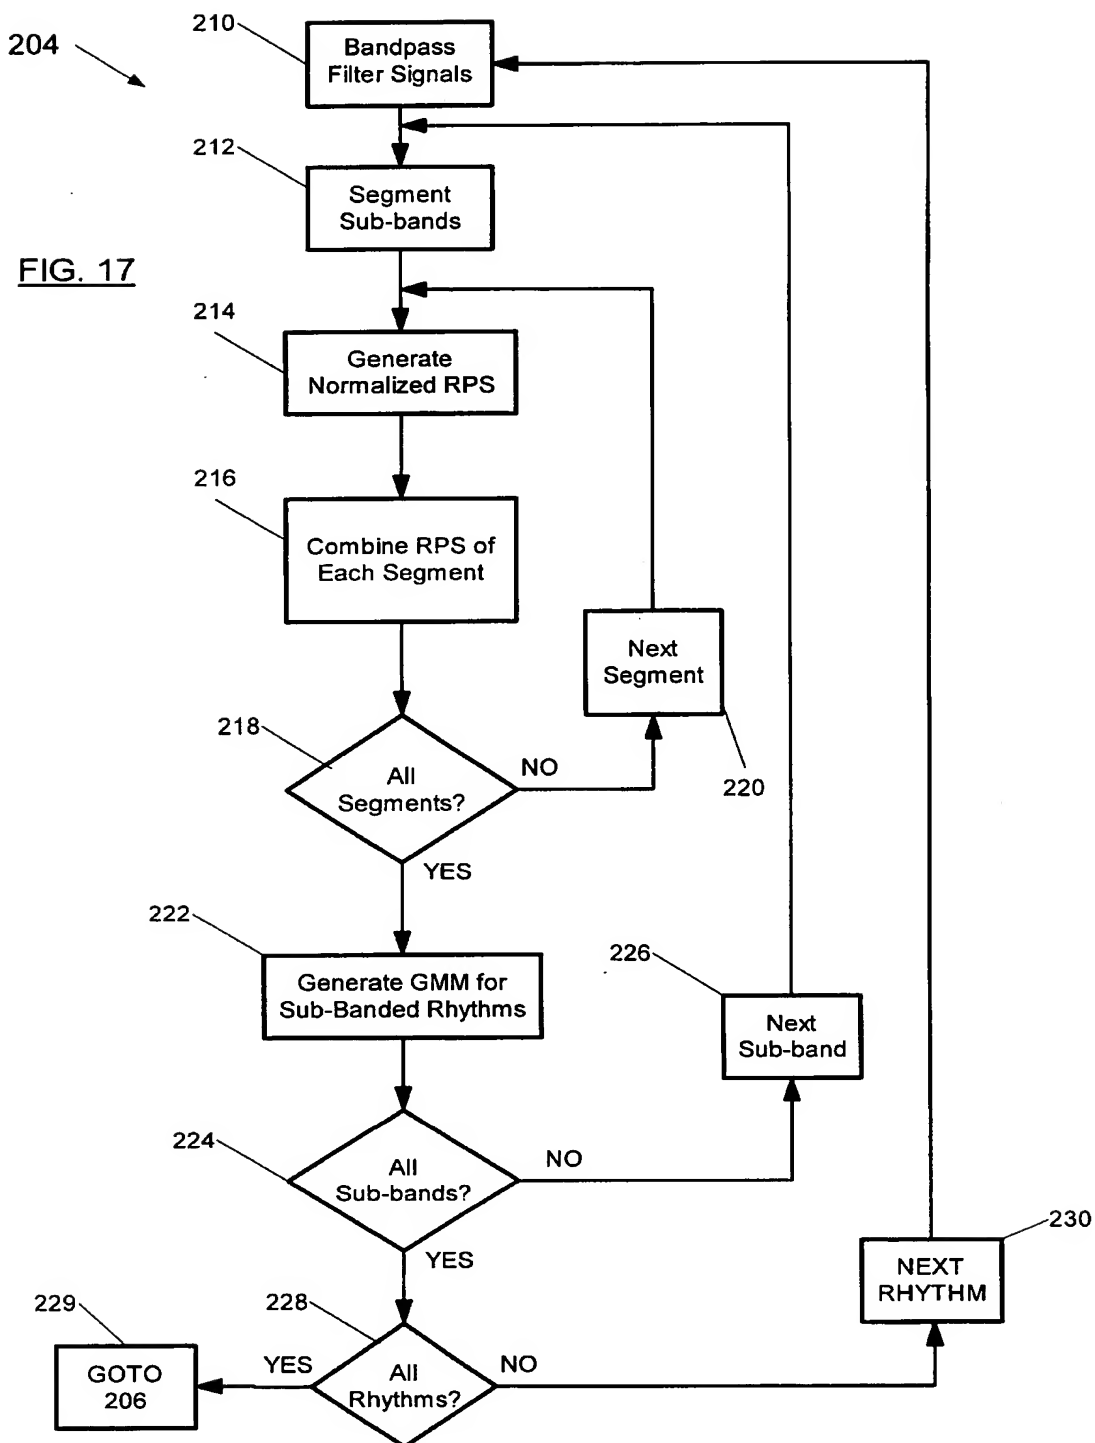 204
210
Bandpass
Filter Signals
212
Segment
Sub-bands
FIG. 17
214
Generate
Normalized RPS
216
Combine RPS of
Each Segment
Next
Segment
218
All
Segments?
NO
220
YES
222
Generate GMM for
Sub-Banded Rhythms
226
Next
Sub-band
224
All
Sub-bands?
NO
YES
230
NEXT
RHYTHM
229
228
GOTO
206
YES
All
Rhythms?
NO